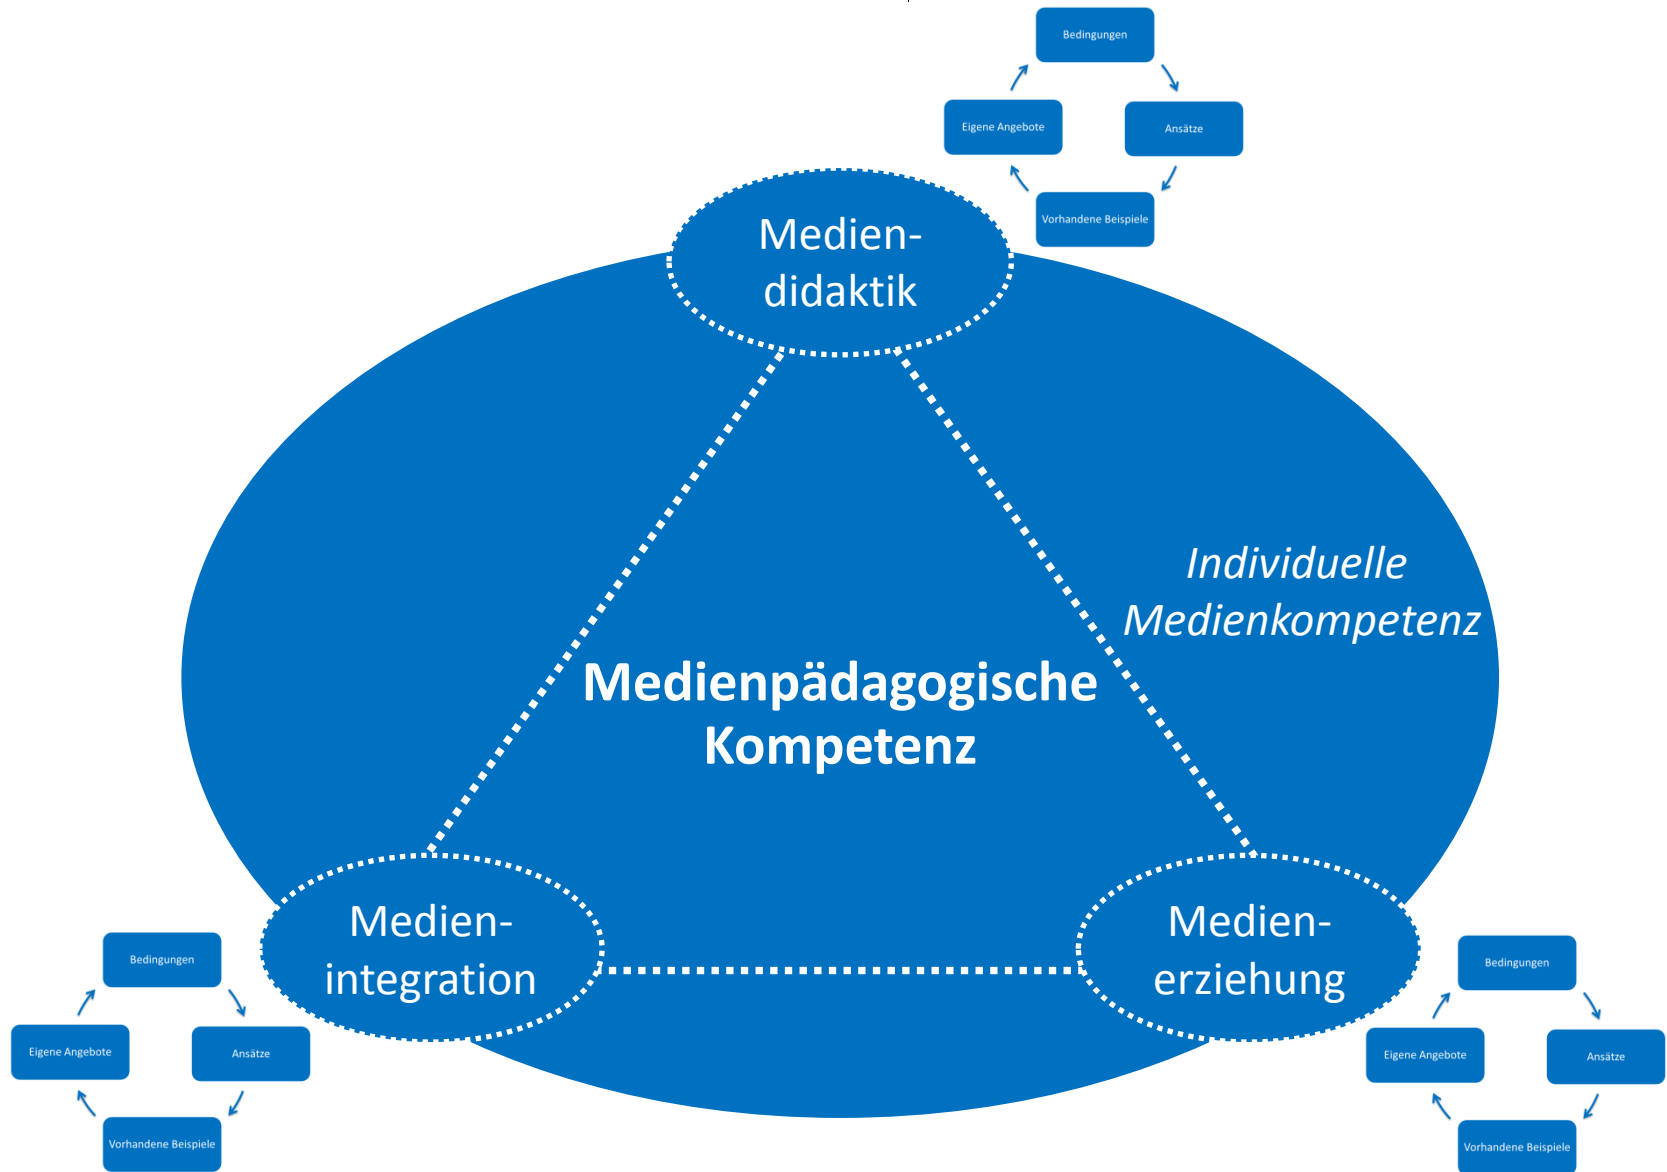 Bedingungen
Eigene Angebote
Ansätze
Vorhandene Beispiele
Medien-
didaktik
Individuelle
Medienkompetenz
Medienpädagogische
Kompetenz
Medien-
integration
Medien-
erziehung
Bedingungen
Eigene Angebote
Ansätze
Vorhandene Beispiele
Bedingungen
Eigene Angebote
Ansätze
Vorhandene Beispiele